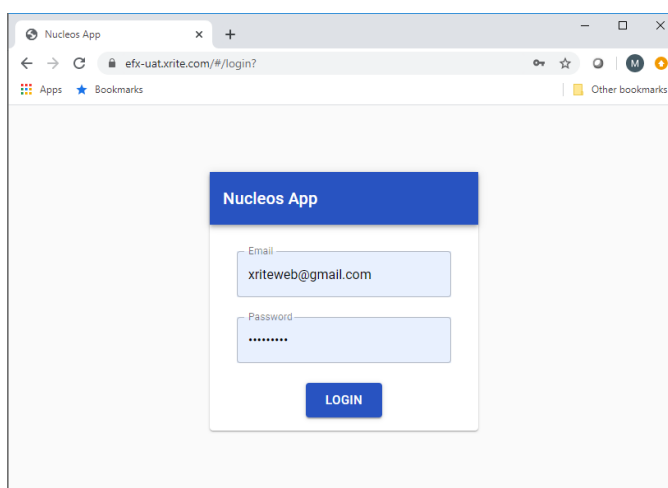 Nucleos App
efx-uat.xrite.com/#/login?
M
Apps Bookmarks Other bookmarks
Nucleos App
Email
xriteweb@gmail.com
Password
•••••••••
LOGIN